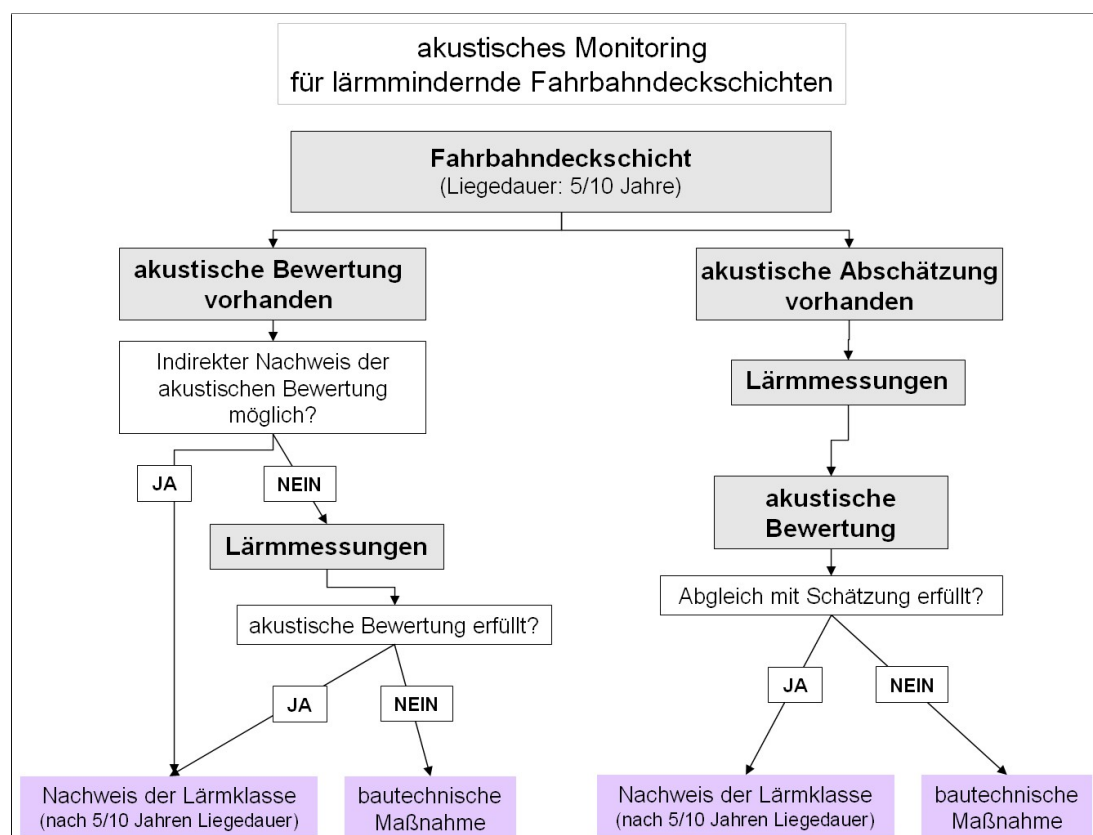 akustisches Monitoring
für lärmmindernde Fahrbahndeckschichten
Fahrbahndeckschicht
(Liegedauer: 5/10 Jahre)
akustische Bewertung
vorhanden
Indirekter Nachweis der
akustischen Bewertung
möglich?
JA
NEIN
Lärmmessungen
akustische Bewertung erfüllt?
JA
NEIN
Nachweis der Lärmklasse
(nach 5/10 Jahren Liegedauer)
bautechnische
Maßnahme
akustische Abschätzung
vorhanden
Lärmmessungen
akustische
Bewertung
Abgleich mit Schätzung erfüllt?
JA
NEIN
Nachweis der Lärmklasse
(nach 5/10 Jahren Liegedauer)
bautechnische
Maßnahme